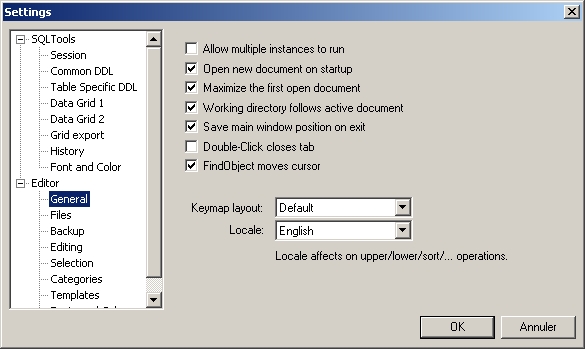 Settings
SQLTools
Session
Common DDL
Table Specific DDL
Data Grid 1
Data Grid 2
Grid export
History
Font and Color
Editor
General
Files
Backup
Editing
Selection
Categories
Templates
Allow multiple instances to run
Open new document on startup
Maximize the first open document
Working directory follows active document
Save main window position on exit
Double-Click closes tab
FindObject moves cursor
Keymap layout: Default
Locale: English
Locale affects on upper/lower/sort/... operations.
OK Annuler